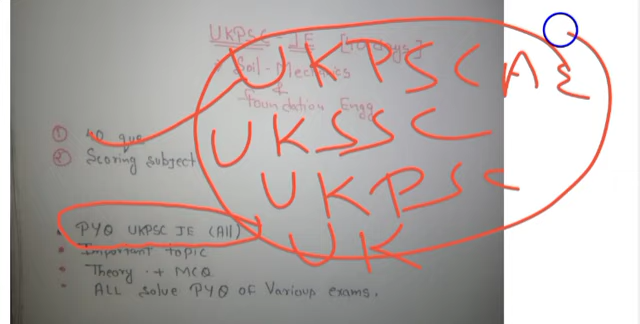 UKPSC - JE [40 days]
* Soil - Mechanics
&
Foundation Engg
UKPSC AE
UKSSC
UKPSC
UK
① 40 que
② Scoring subject
• PYQ UKPSC JE (All)
• Important topic
• Theory + MCQ
• ALL solve PYQ of Various exams.